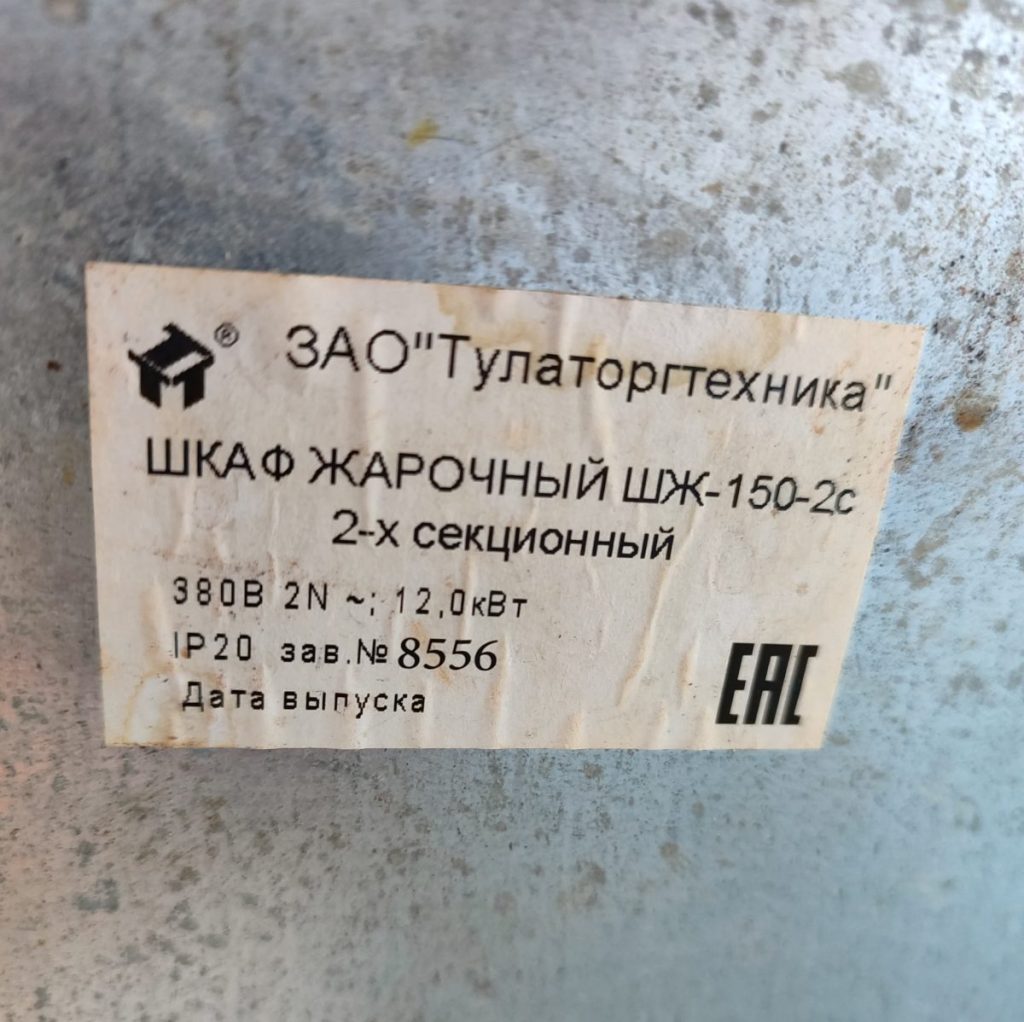 ® ЗАО"Тулаторгтехника"
ШКАФ ЖАРОЧНЫЙ ШЖ-150-2с
2-х секционный
380В 2N ~; 12,0кВт
IP20 зав.№ 8556
Дата выпуска
EAC